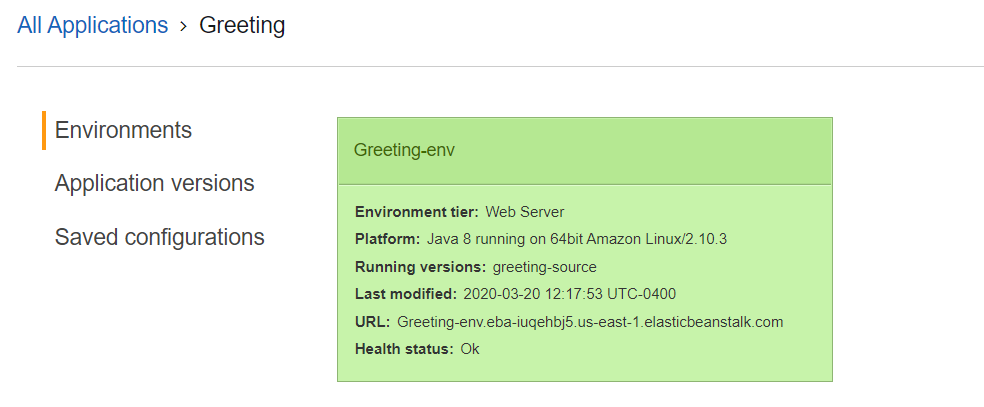 All Applications > Greeting
Environments
Application versions
Saved configurations
Greeting-env
Environment tier: Web Server
Platform: Java 8 running on 64bit Amazon Linux/2.10.3
Running versions: greeting-source
Last modified: 2020-03-20 12:17:53 UTC-0400
URL: Greeting-env.eba-iuqehbj5.us-east-1.elasticbeanstalk.com
Health status: Ok